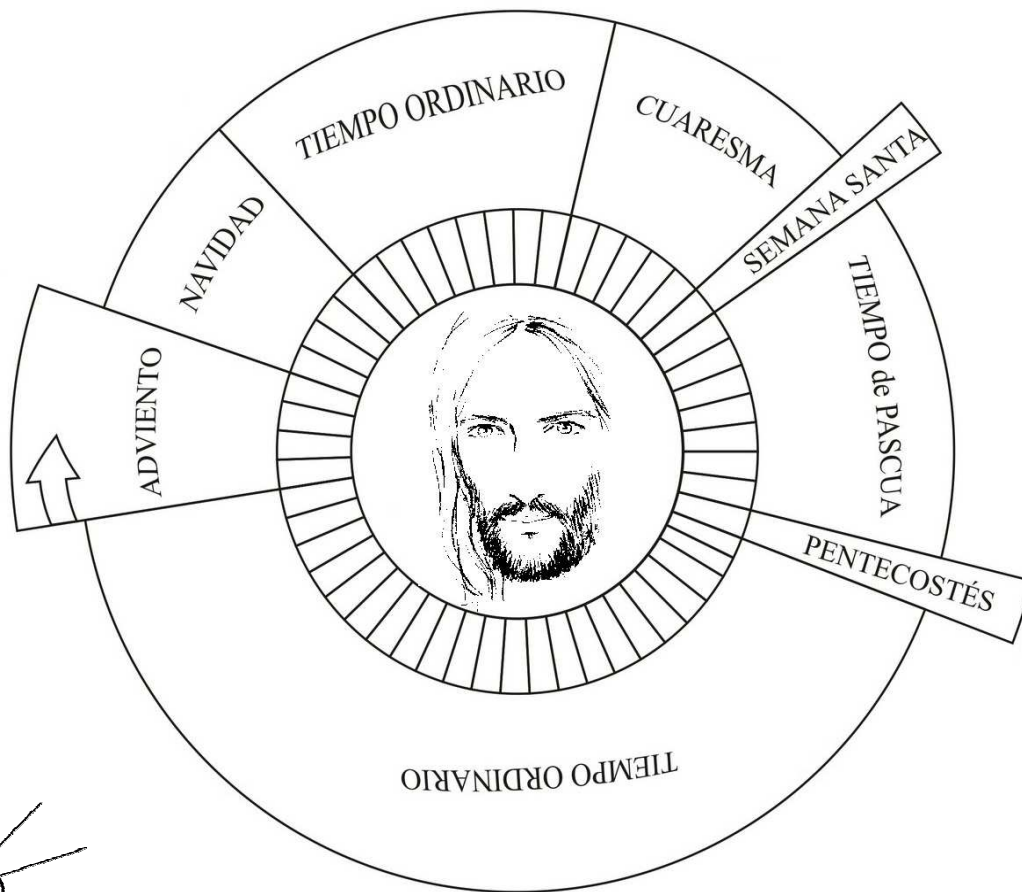 ADVIENTO
NAVIDAD
TIEMPO ORDINARIO
CUARESMA
SEMANA SANTA
TIEMPO de PASCUA
PENTECOSTÉS
TIEMPO ORDINARIO